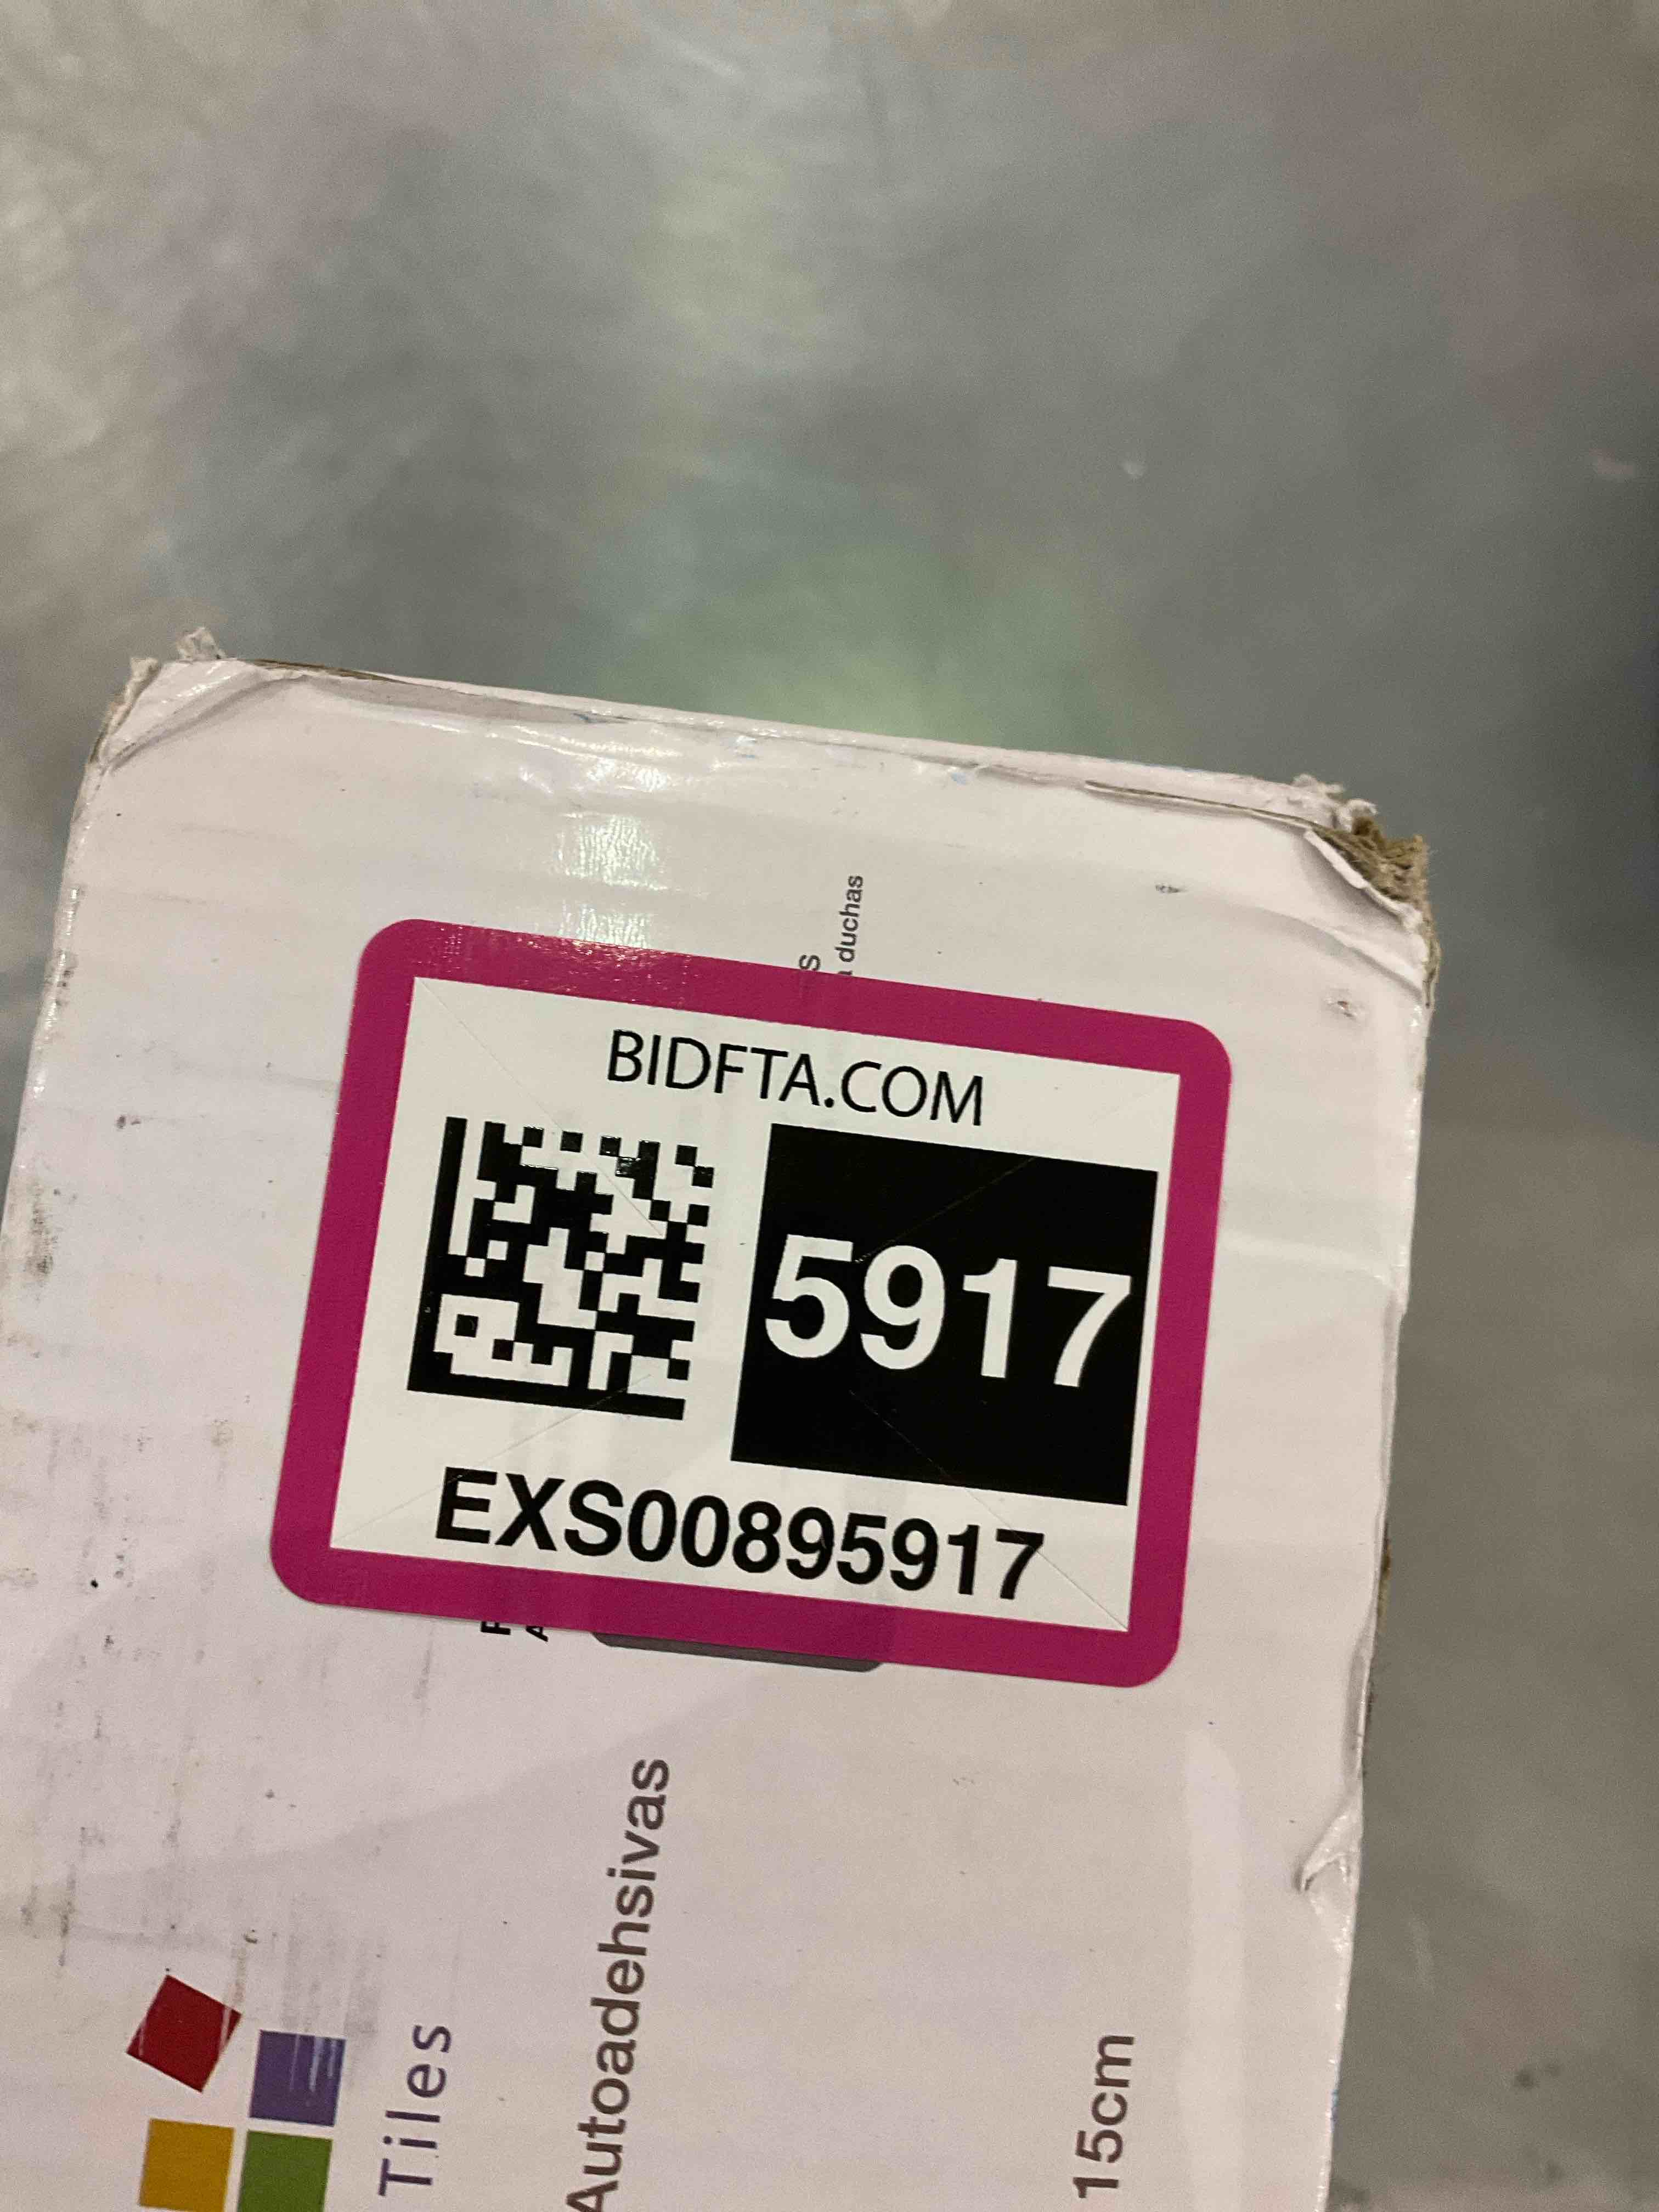 duchas
BIDFTA.COM
5917
EXS00895917
Tiles
Autoadehsivas
15cm